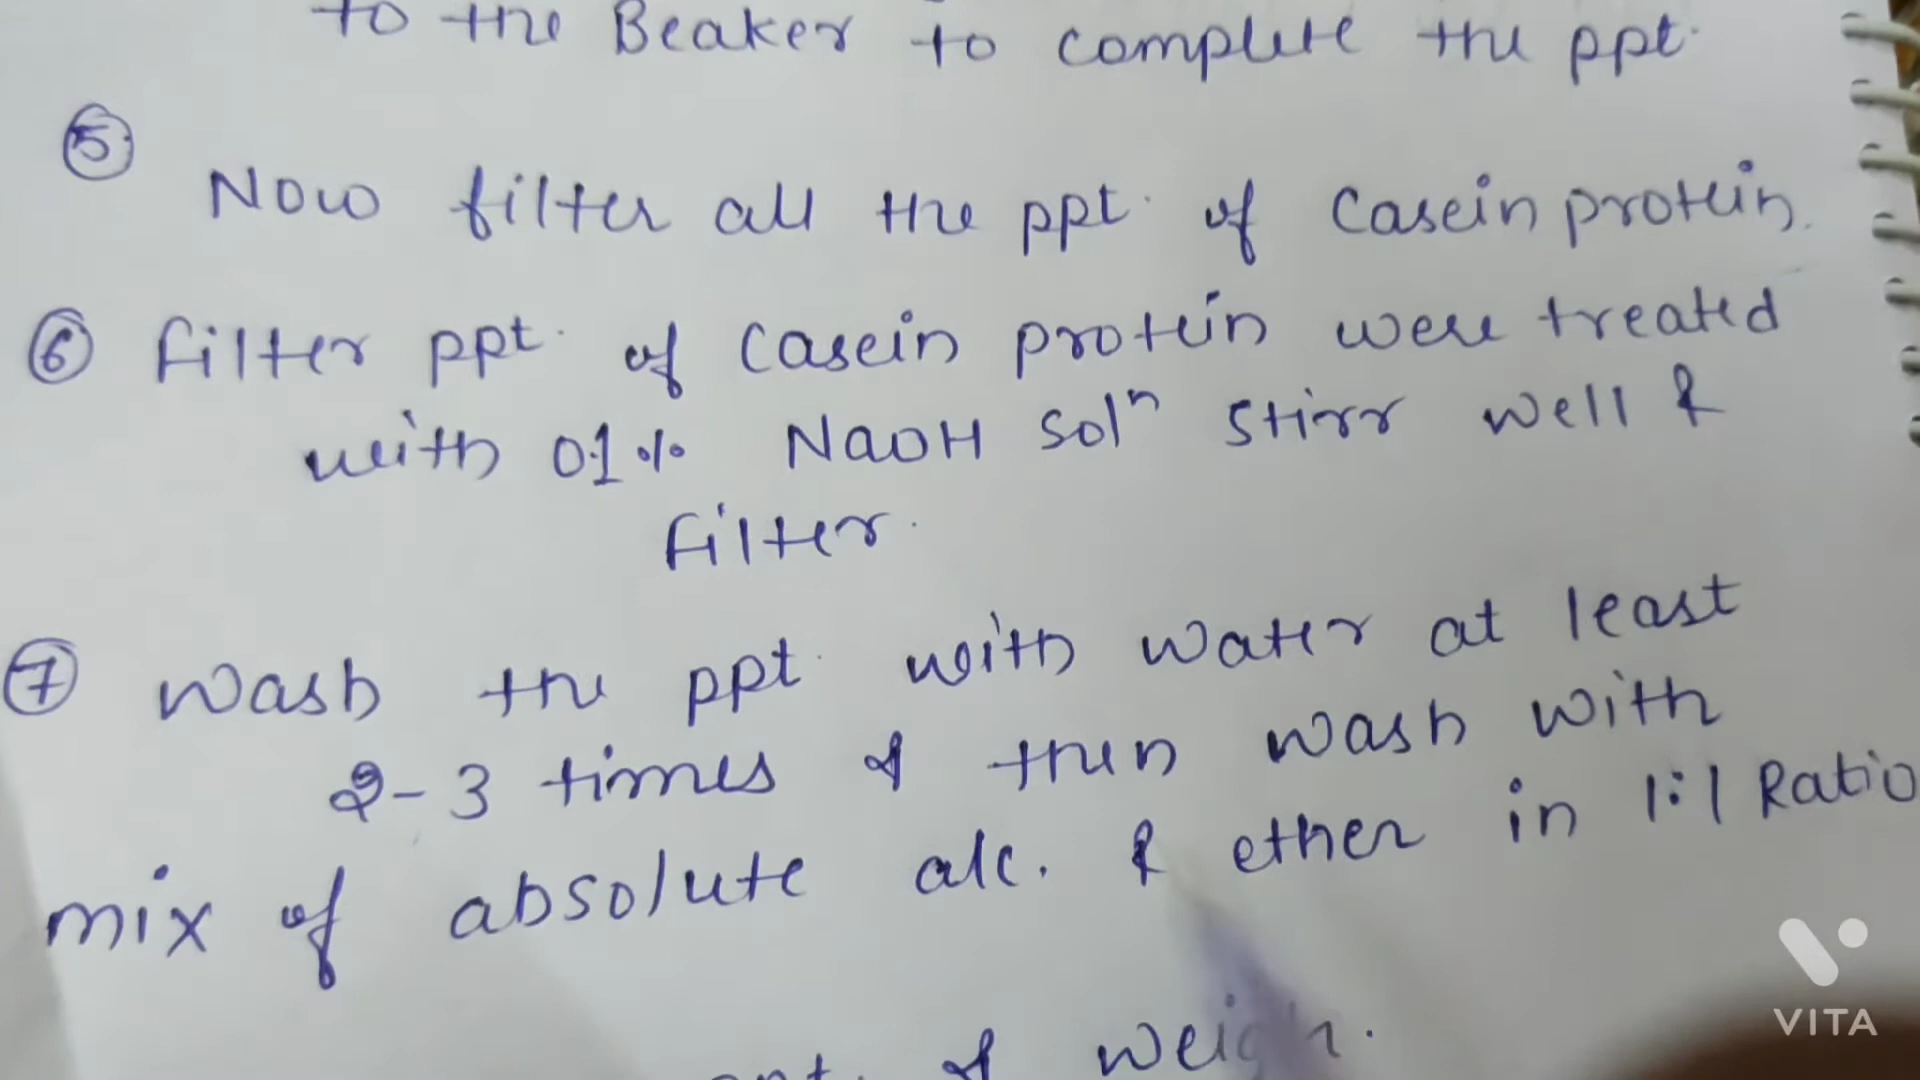 to the Beaker to complete the ppt.
⑤
Now filter all the ppt. of Casein protein.
⑥ Filter ppt. of Casein protein were treated
with 0.1% NaOH solⁿ stirr well &
filter.
⑦ Wash the ppt. with water at least
2-3 times & then wash with
mix of absolute alc. & ether in 1:1 Ratio
ppt. & weigh.
VITA